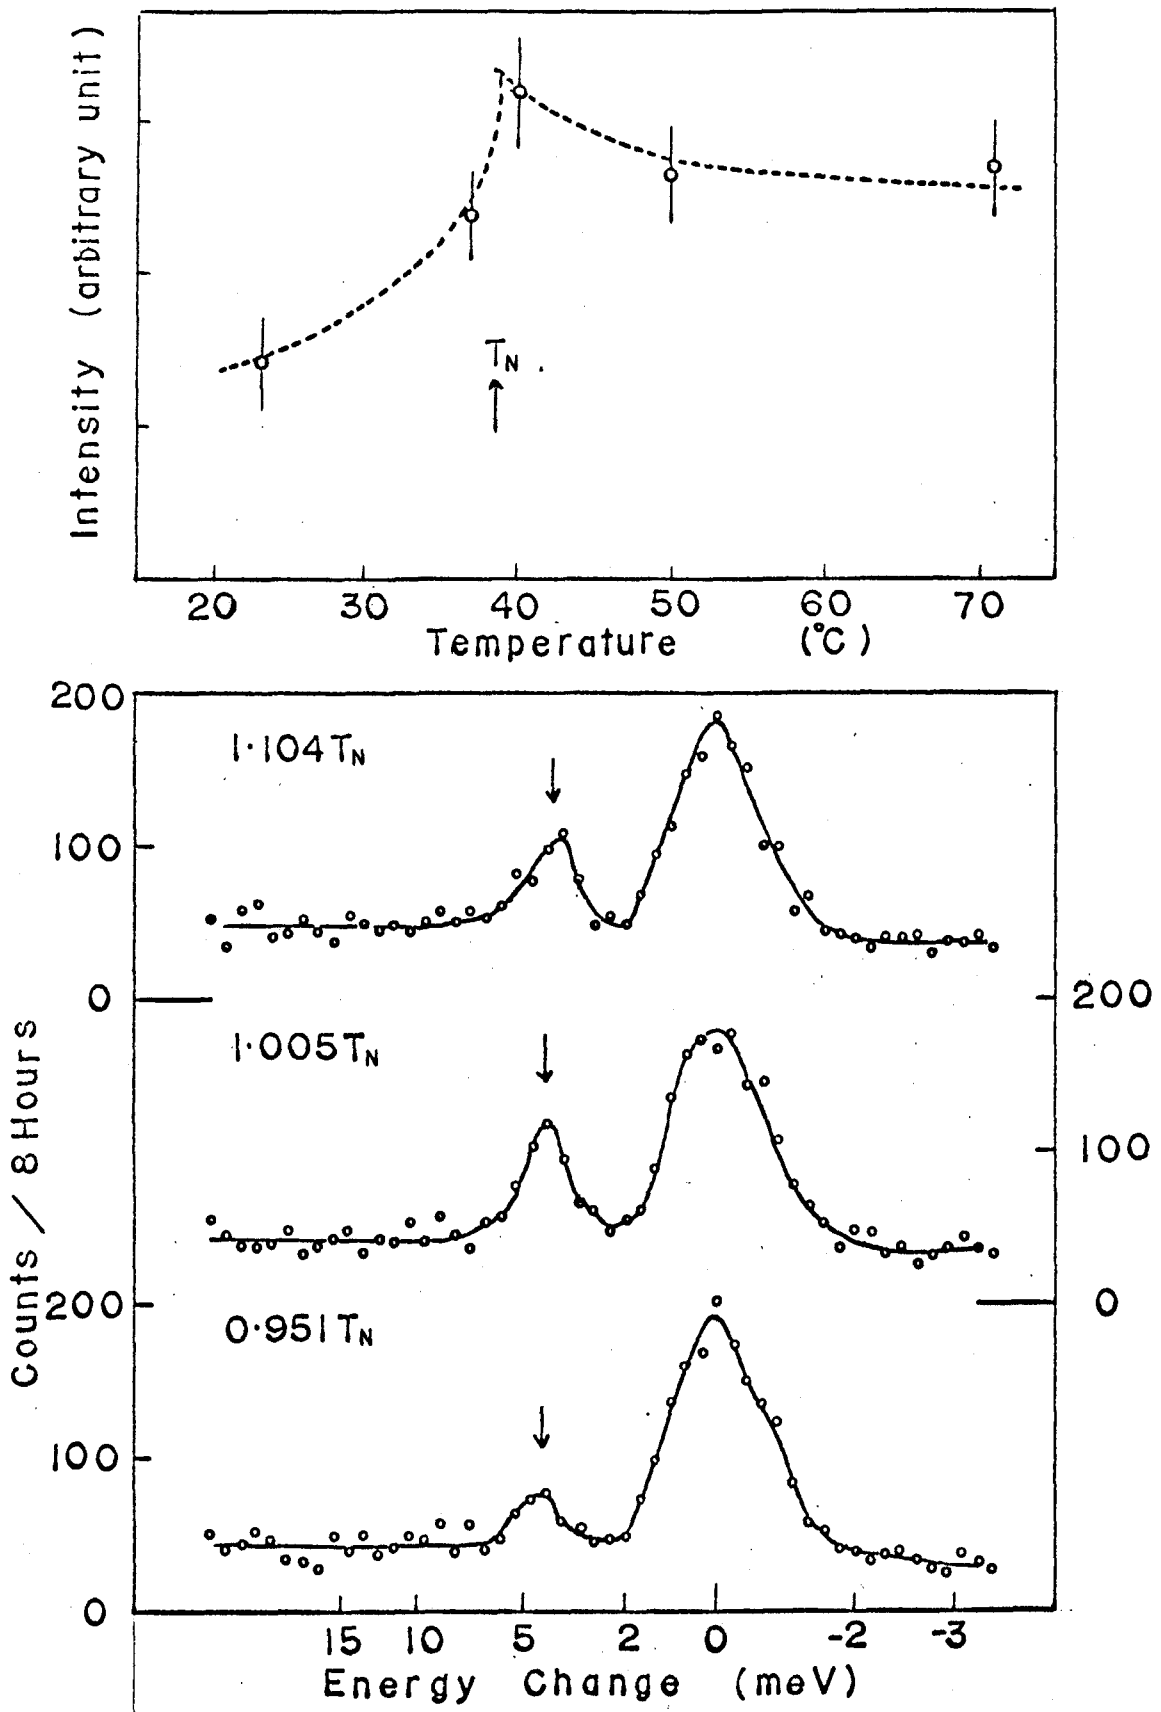 Intensity (arbitrary unit)
T_N
20 30 40 50 60 70
Temperature (°C)
200
1·104T_N
100
0
200
1·005T_N
100
Counts / 8 Hours
200
0
0·951T_N
100
0
15 10 5 2 0 -2 -3
Energy Change (meV)